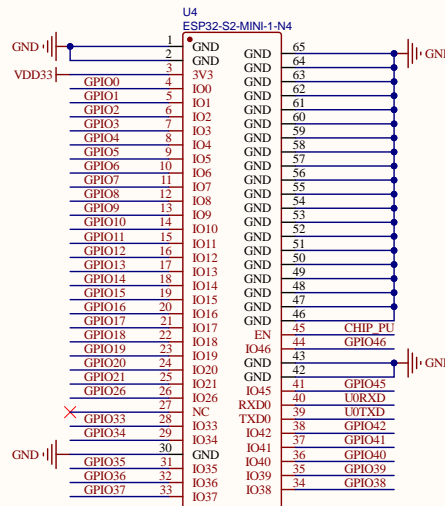 U4
ESP32-S2-MINI-1-N4
GND 1 GND
2 GND
VDD33 3 3V3
GPIO0 4 IO0
GPIO1 5 IO1
GPIO2 6 IO2
GPIO3 7 IO3
GPIO4 8 IO4
GPIO5 9 IO5
GPIO6 10 IO6
GPIO7 11 IO7
GPIO8 12 IO8
GPIO9 13 IO9
GPIO10 14 IO10
GPIO11 15 IO11
GPIO12 16 IO12
GPIO13 17 IO13
GPIO14 18 IO14
GPIO15 19 IO15
GPIO16 20 IO16
GPIO17 21 IO17
GPIO18 22 IO18
GPIO19 23 IO19
GPIO20 24 IO20
GPIO21 25 IO21
GPIO26 26 IO26
27 NC
GPIO33 28 IO33
GPIO34 29 IO34
GND 30 GND
GPIO35 31 IO35
GPIO36 32 IO36
GPIO37 33 IO37
GND 65 GND
GND 64
GND 63
GND 62
GND 61
GND 60
GND 59
GND 58
GND 57
GND 56
GND 55
GND 54
GND 53
GND 52
GND 51
GND 50
GND 49
GND 48
GND 47
GND 46
EN 45 CHIP_PU
IO46 44 GPIO46
GND 43 GND
GND 42
IO45 41 GPIO45
RXD0 40 U0RXD
TXD0 39 U0TXD
IO42 38 GPIO42
IO41 37 GPIO41
IO40 36 GPIO40
IO39 35 GPIO39
IO38 34 GPIO38